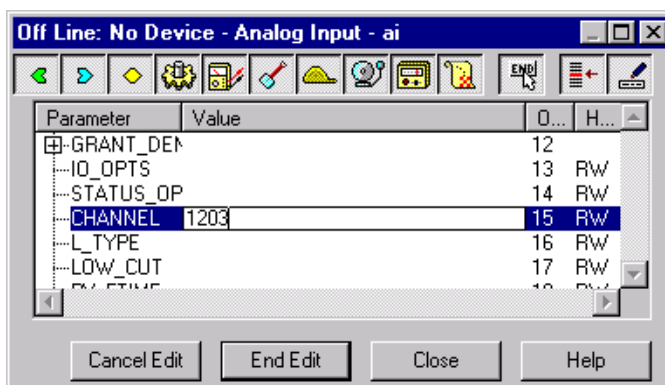 Off Line: No Device - Analog Input - ai
END
Parameter Value O... H...
GRANT_DEN 12
IO_OPTS 13 RW
STATUS_OP 14 RW
CHANNEL 1203 15 RW
L_TYPE 16 RW
LOW_CUT 17 RW
Cancel Edit End Edit Close Help